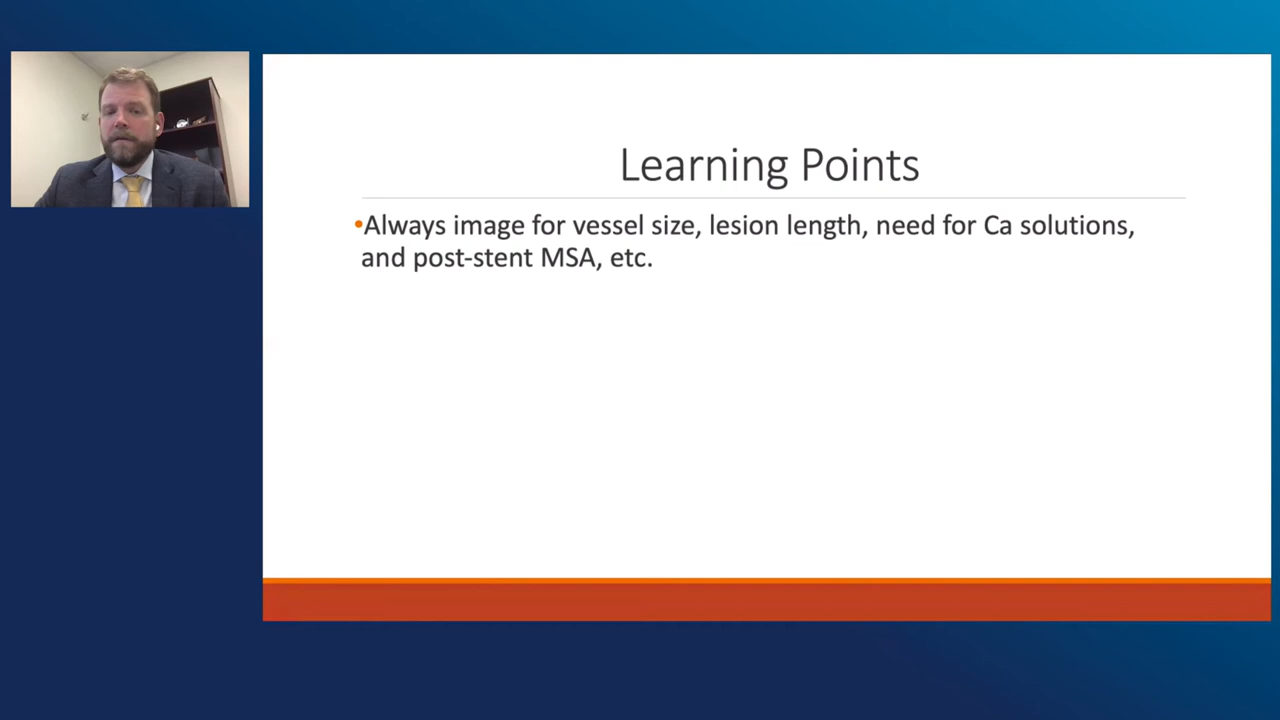 Learning Points
•Always image for vessel size, lesion length, need for Ca solutions,
and post-stent MSA, etc.